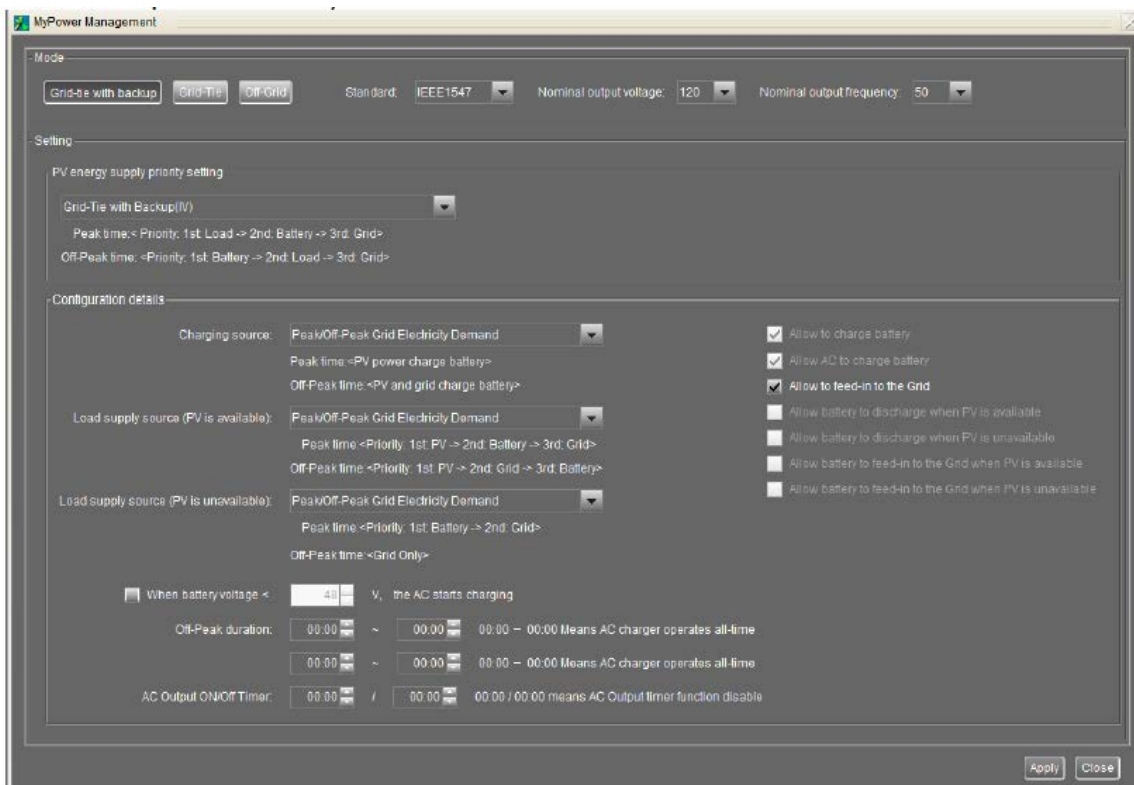 MyPower Management
Mode
Grid-tie with backup Grid-Tie Off-Grid Standard: IEEE1547 Nominal output voltage: 120 Nominal output frequency: 50
Setting
PV energy supply priority setting
Grid-Tie with Backup(IV)
Peak time:< Priority: 1st: Load -> 2nd: Battery -> 3rd: Grid>
Off-Peak time: <Priority: 1st: Battery -> 2nd: Load -> 3rd: Grid>
Configuration details
Charging source: Peak/Off-Peak Grid Electricity Demand
Peak time:<PV power charge battery>
Off-Peak time:<PV and grid charge battery>
Load supply source (PV is available): Peak/Off-Peak Grid Electricity Demand
Peak time:<Priority: 1st: PV -> 2nd: Battery -> 3rd: Grid>
Off-Peak time:<Priority: 1st: PV -> 2nd: Grid -> 3rd: Battery>
Load supply source (PV is unavailable): Peak/Off-Peak Grid Electricity Demand
Peak time:<Priority: 1st: Battery -> 2nd: Grid>
Off-Peak time:<Grid Only>
Allow to charge battery
Allow AC to charge battery
Allow to feed-in to the Grid
Allow battery to discharge when PV is available
Allow battery to discharge when PV is unavailable
Allow battery to feed-in to the Grid when PV is available
Allow battery to feed-in to the Grid when PV is unavailable
When battery voltage < 48 V, the AC starts charging
Off-Peak duration: 00:00 ~ 00:00 00:00 – 00:00 Means AC charger operates all-time
00:00 ~ 00:00 00:00 – 00:00 Means AC charger operates all-time
AC Output ON/Off Timer: 00:00 / 00:00 00:00 / 00:00 means AC Output timer function disable
Apply Close